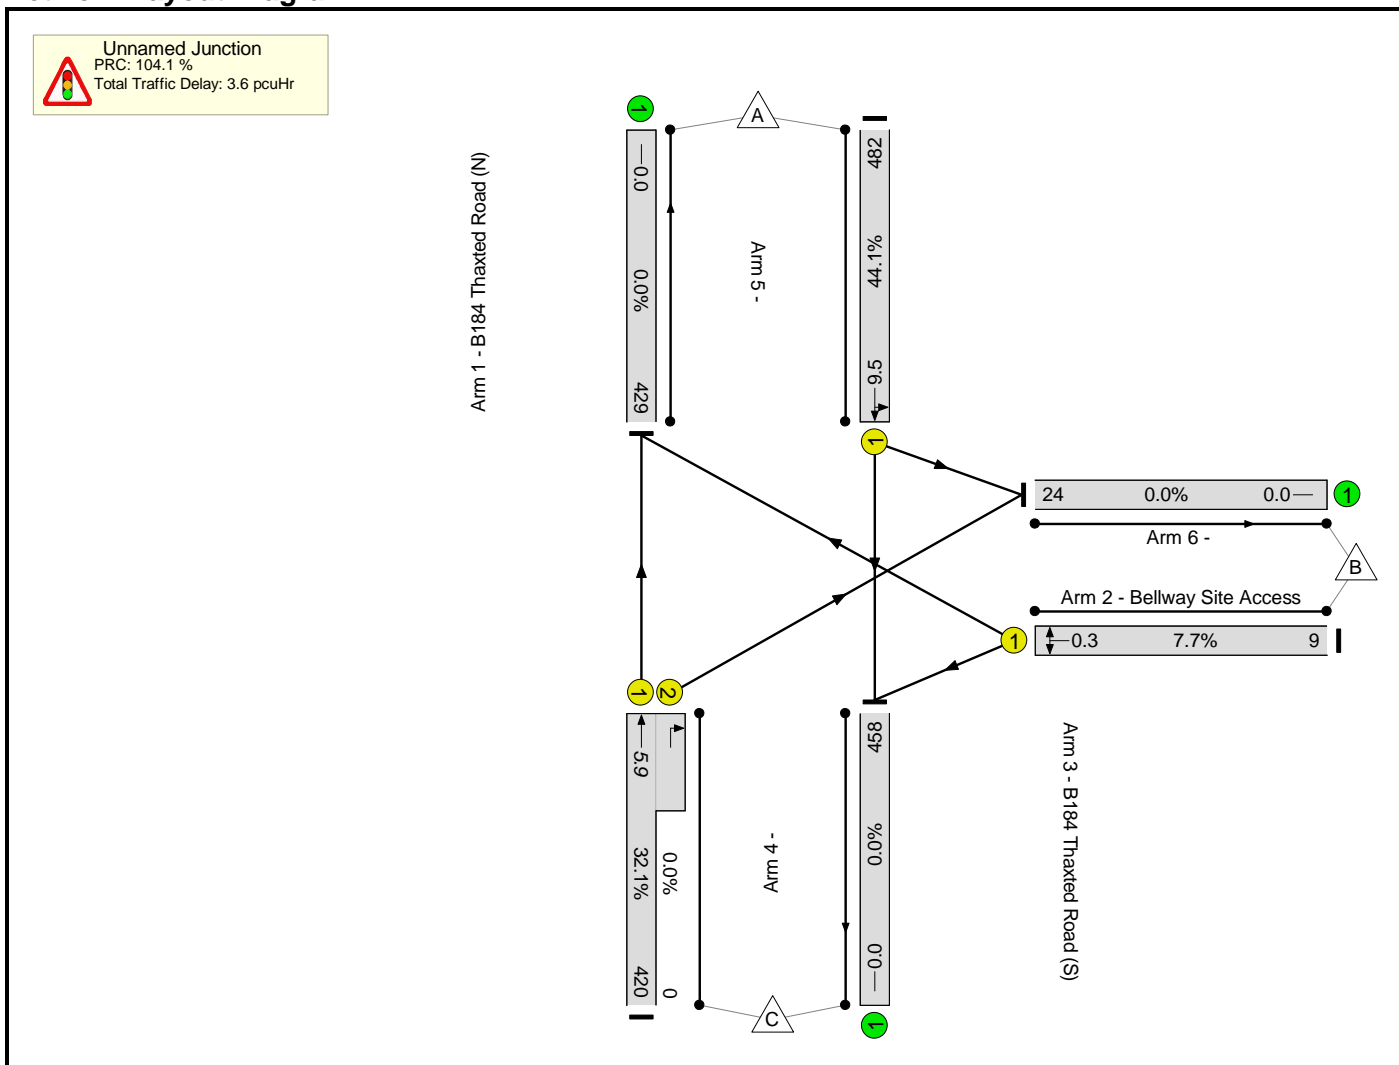 Unnamed Junction
PRC: 104.1 %
Total Traffic Delay: 3.6 pcuHr
Arm 1 - B184 Thaxted Road (N)
1
0.0
0.0%
429
A
Arm 5 -
482
44.1%
9.5
1
24 0.0% 0.0 1
Arm 6 -
B
Arm 2 - Bellway Site Access
1 0.3 7.7% 9
1 2
5.9
32.1%
420
0.0%
0
Arm 4 -
C
458
0.0%
0.0
1
Arm 3 - B184 Thaxted Road (S)